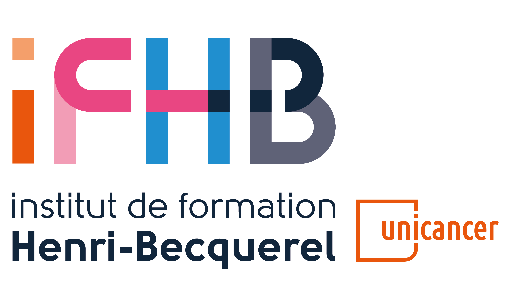 iFHB
institut de formation
Henri-Becquerel
unicancer